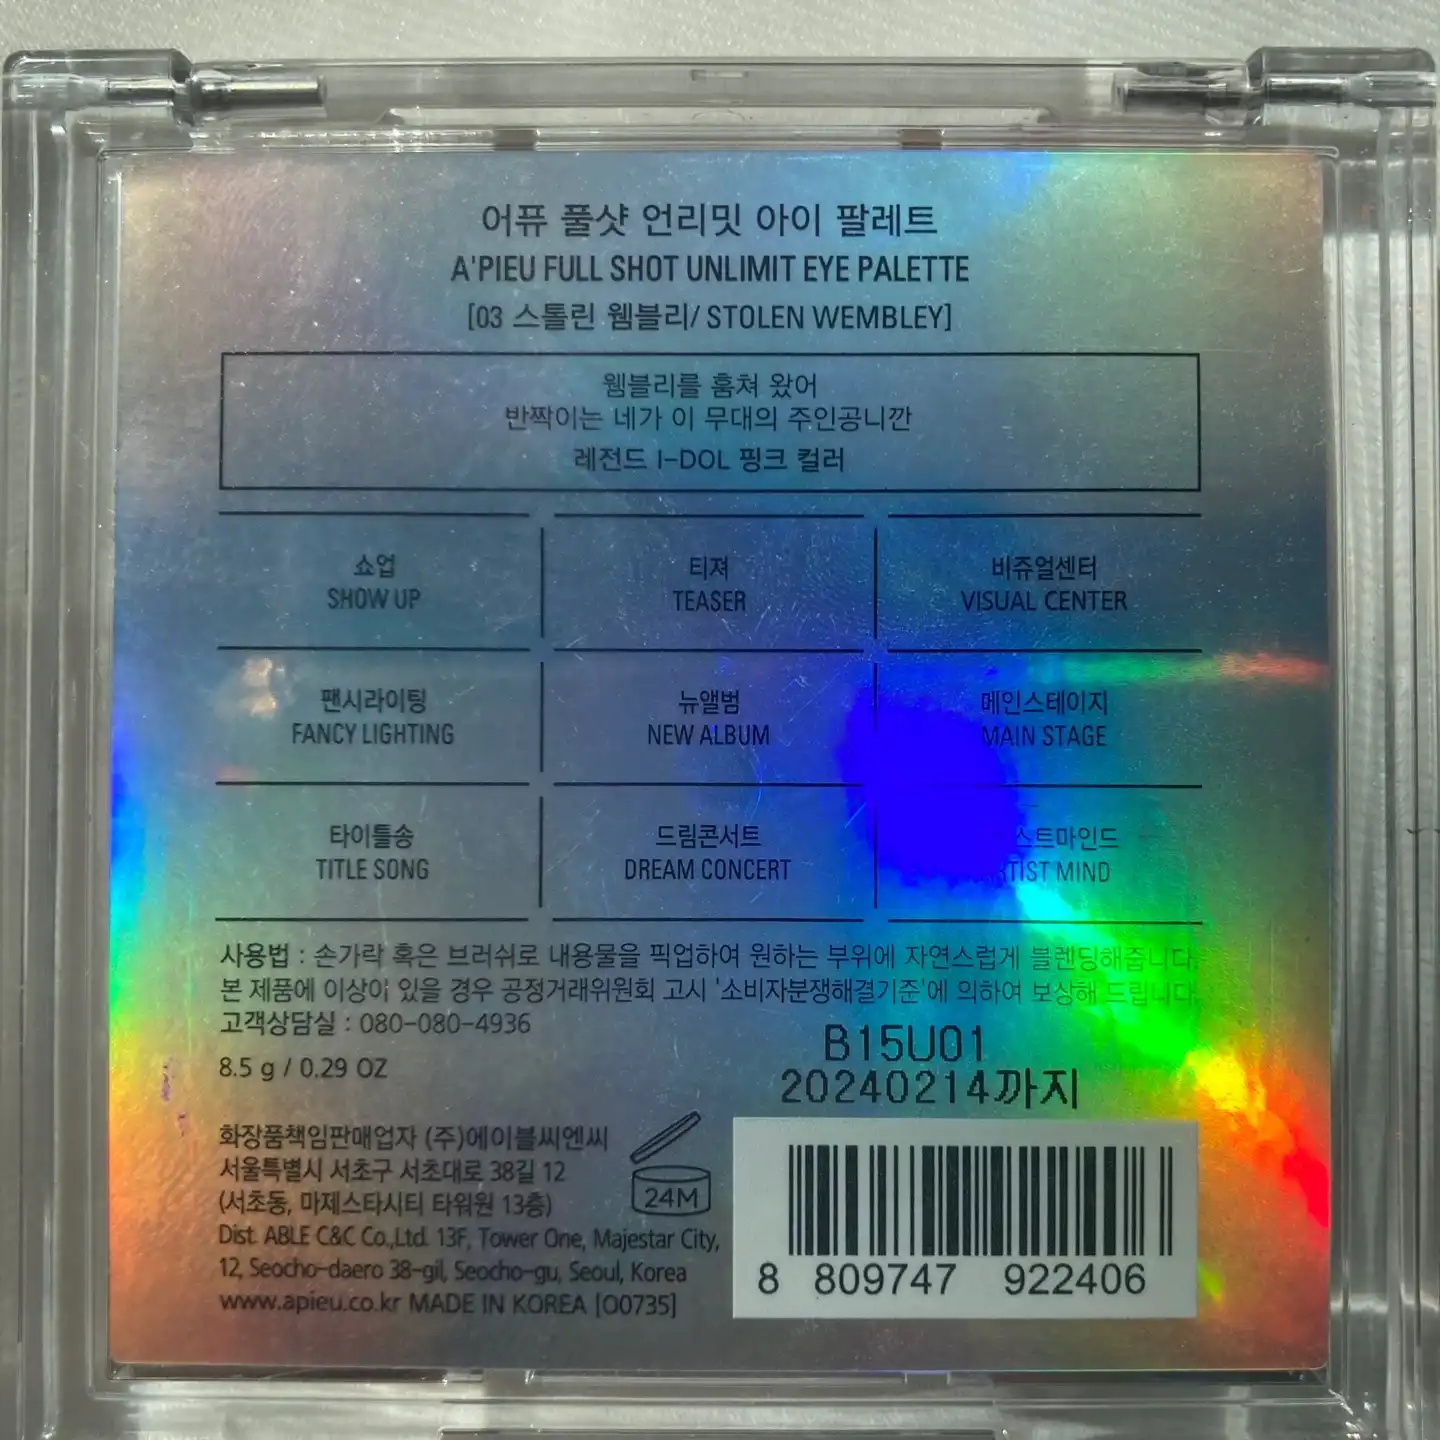 어퓨 풀샷 언리밋 아이 팔레트
A'PIEU FULL SHOT UNLIMIT EYE PALETTE
[03 스톨린 웸블리/ STOLEN WEMBLEY]
웸블리를 훔쳐 왔어
반짝이는 네가 이 무대의 주인공니깐
레전드 I-DOL 핑크 컬러
쇼업
SHOW UP
티져
TEASER
비쥬얼센터
VISUAL CENTER
팬시라이팅
FANCY LIGHTING
뉴앨범
NEW ALBUM
메인스테이지
MAIN STAGE
타이틀송
TITLE SONG
드림콘서트
DREAM CONCERT
MIND
사용법 : 손가락 혹은 브러쉬로 내용물을 픽업하여 원하는 부위에 자연스럽게 블렌딩해줍니다.
본 제품에 이상이 있을 경우 공정거래위원회 고시 '소비자분쟁해결기준'에 의하여 보상해 드립니다.
고객상담실 : 080-080-4936
8.5 g / 0.29 OZ
B15U01
20240214까지
화장품책임판매업자 (주)에이블씨엔씨
서울특별시 서초구 서초대로 38길 12
(서초동, 마제스타시티 타워원 13층)
Dist. ABLE C&C Co.,Ltd. 13F, Tower One, Majestar City,
12, Seocho-daero 38-gil, Seocho-gu, Seoul, Korea
www.apieu.co.kr MADE IN KOREA [O0735]
24M
8 809747 922406